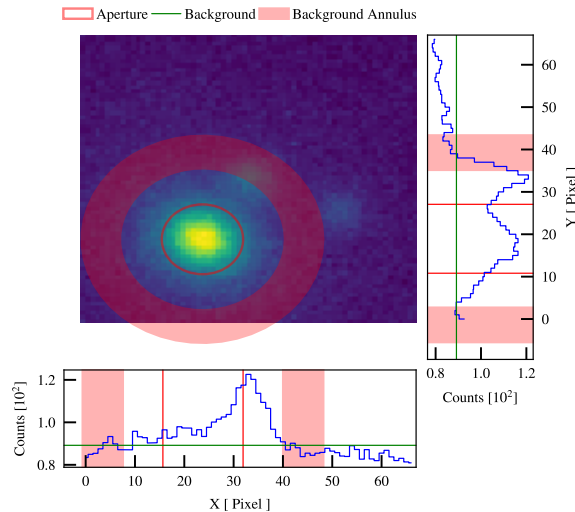 Aperture Background Background Annulus
60
50
40
30
20
10
0
Y [ Pixel ]
0.8 1.0 1.2
Counts [10²]
1.2
1.0
0.8
Counts [10²]
0 10 20 30 40 50 60
X [ Pixel ]